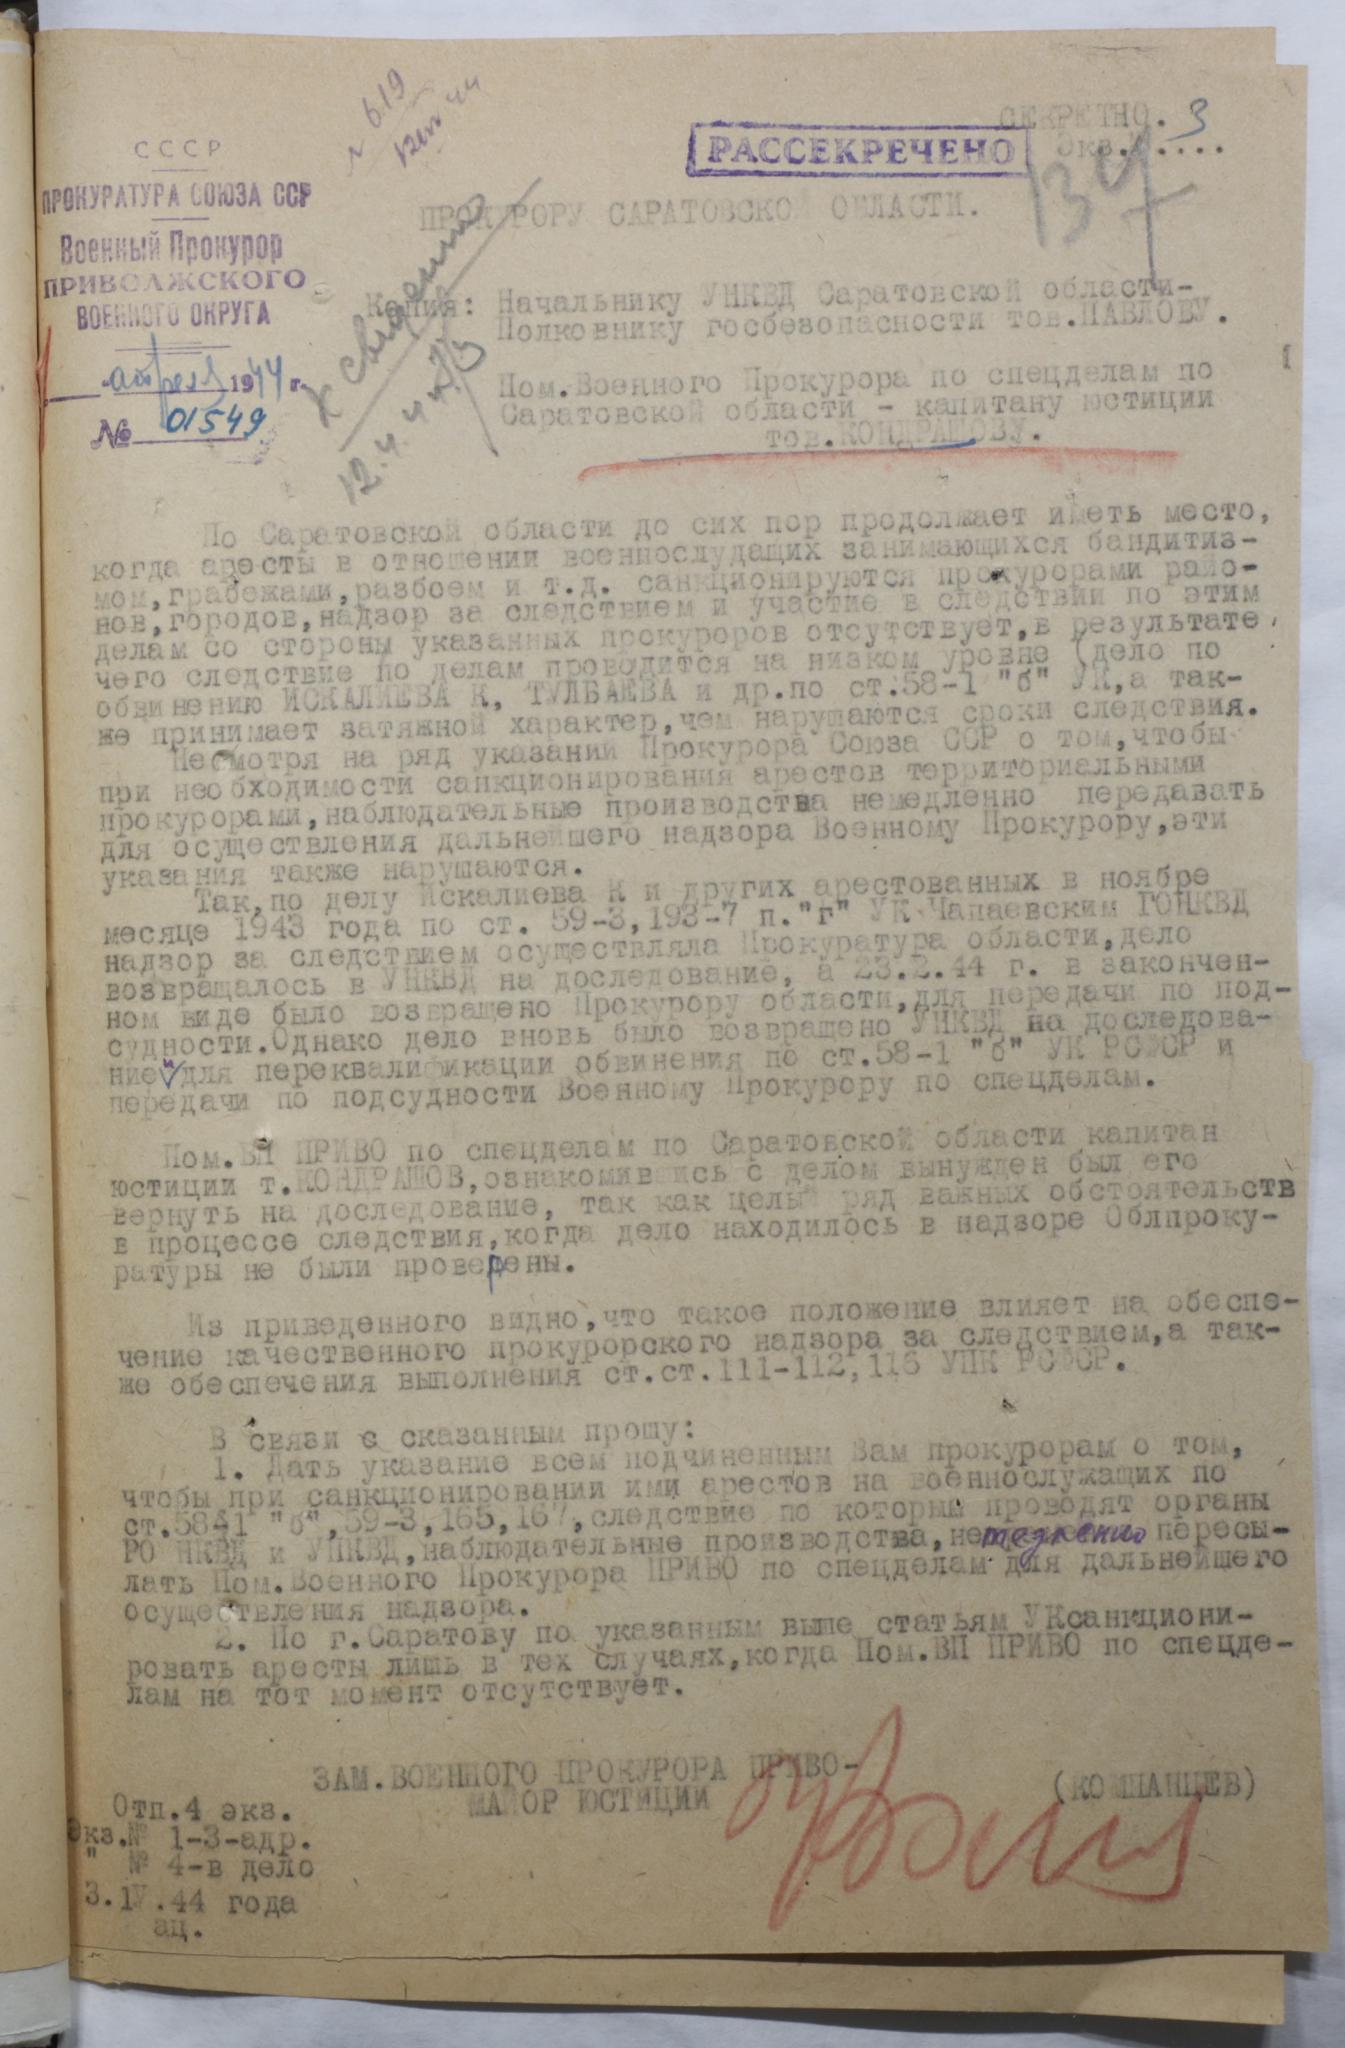 № 619
12/IV 44
СЕКРЕТНО.
Экз.№ 3....
РАССЕКРЕЧЕНО
137
СССР
ПРОКУРАТУРА СОЮЗА ССР
Военный Прокурор
ПРИВОЛЖСКОГО
ВОЕННОГО ОКРУГА
апреля 1944 г.
№ 01549
ПРОКУРОРУ САРАТОВСКОЙ ОБЛАСТИ.
К сведению
12.4.44
Копия: Начальнику УНКВД Саратовской области-
Полковнику госбезопасности тов.ПАВЛОВУ.
Пом.Военного Прокурора по спецделам по
Саратовской области - капитану юстиции
тов.КОНДРАШОВУ.
По Саратовской области до сих пор продолжает иметь место,
когда аресты в отношении военнослудащих занимающихся бандитиз-
мом,грабежами,разбоем и т.д. санкционируются прокурорами райо-
нов,городов,надзор за следствием и участие в следствии по этим
делам со стороны указанных прокуроров отсутствует,в результате
чего следствие по делам проводится на низком уровне (дело по
обвинению ИСКАЛИЕВА К, ТУЛБАЕВА и др.по ст.58-1 "б" УК,а так-
же принимает затяжной характер,чем нарушаются сроки следствия.
Несмотря на ряд указаний Прокурора Союза ССР о том,чтобы
при необходимости санкционирования арестов территориальными
прокурорами,наблюдательные производства немедленно передавать
для осуществления дальнейшего надзора Военному Прокурору,эти
указания также нарушаются.
Так,по делу Искалиева К и других арестованных в ноябре
месяце 1943 года по ст. 59-3,193-7 п."г" УК Чапаевским ГОНКВД
надзор за следствием осуществляла Прокуратура области,дело
возвращалось в УНКВД на доследование, а 23.2.44 г. в закончен-
ном виде было возвращено Прокурору области,для передачи по под-
судности.Однако дело вновь было возвращено УНКВД на доследова-
ние и для переквалификации обвинения по ст.58-1 "б" УК РСФСР и
передачи по подсудности Военному Прокурору по спецделам.
Пом.ВП ПРИВО по спецделам по Саратовской области капитан
юстиции т.КОНДРАШОВ,ознакомившись с делом вынужден был его
вернуть на доследование, так как целый ряд важных обстоятельств
в процессе следствия,когда дело находилось в надзоре Облпроку-
ратуры не были проверены.
Из приведенного видно,что такое положение влияет на обеспе-
чение качественного прокурорского надзора за следствием,а так-
же обеспечения выполнения ст.ст.111-112,116 УПК РСФСР.
В связи с сказанным прошу:
1. Дать указание всем подчиненным Вам прокурорам о том,
чтобы при санкционировании ими арестов на военнослужащих по
ст.58-1 "б",59-3,165,167,следствие по которым проводят органы
РО НКВД и УНКВД,наблюдательные производства,немедленно пересы-
лать Пом.Военного Прокурора ПРИВО по спецделам для дальнейшего
осуществления надзора.
2. По г.Саратову по указанным выше статьям УКсанкциони-
ровать аресты лишь в тех случаях,когда Пом.ВП ПРИВО по спецде-
лам на тот момент отсутствует.
ЗАМ.ВОЕННОГО ПРОКУРОРА ПРИВО-
МАЙОР ЮСТИЦИИ
(КОМПАНЦЕВ)
Отп.4 экз.
Экз.№ 1-3-адр.
" № 4-в дело
3.IV.44 года
ац.